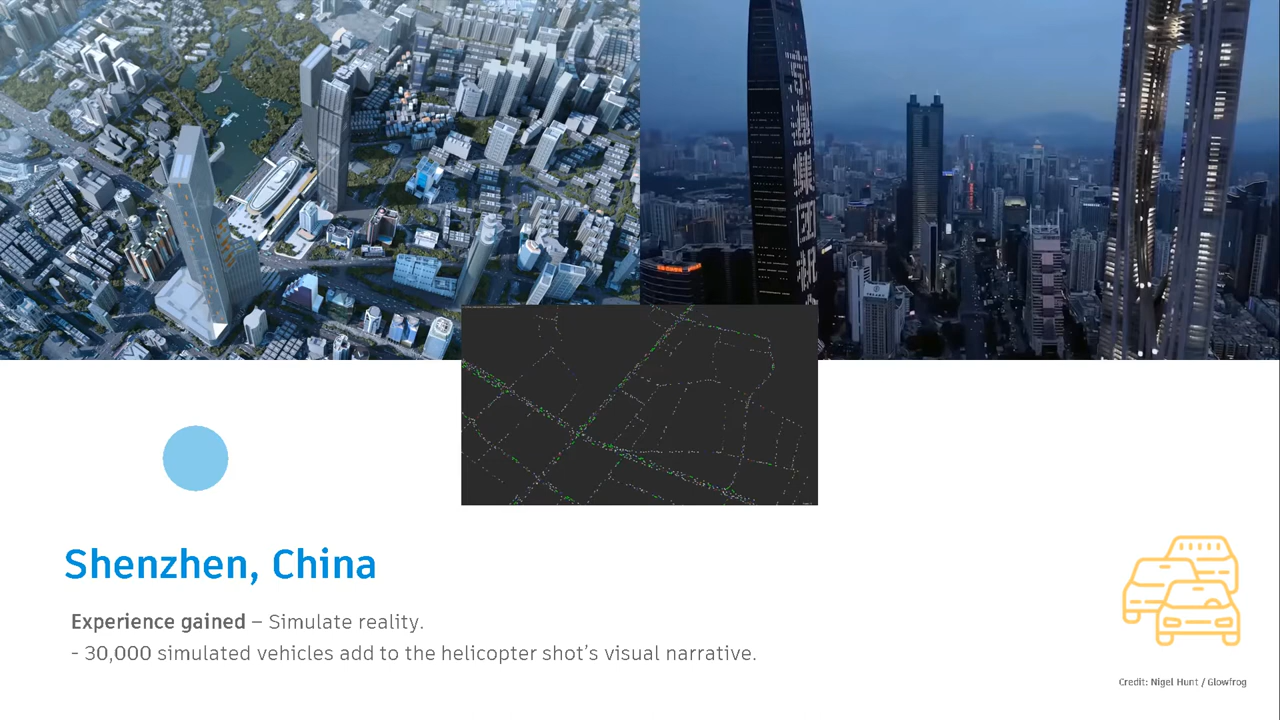 Shenzhen, China
Experience gained – Simulate reality.
- 30,000 simulated vehicles add to the helicopter shot's visual narrative.
Credit: Nigel Hunt / Glowfrog